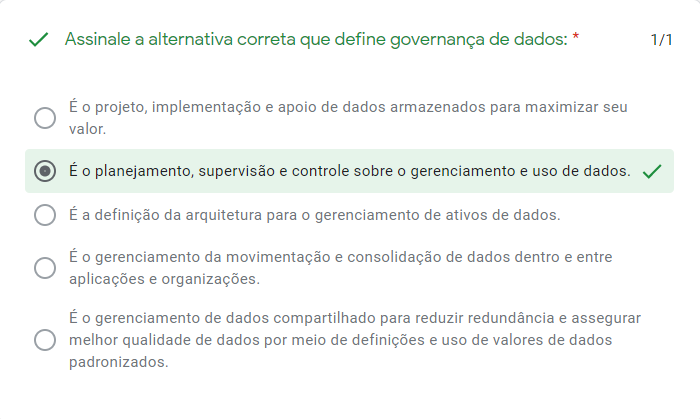 Assinale a alternativa correta que define governança de dados: *
1/1
É o projeto, implementação e apoio de dados armazenados para maximizar seu
valor.
É o planejamento, supervisão e controle sobre o gerenciamento e uso de dados.
É a definição da arquitetura para o gerenciamento de ativos de dados.
É o gerenciamento da movimentação e consolidação de dados dentro e entre
aplicações e organizações.
É o gerenciamento de dados compartilhado para reduzir redundância e assegurar
melhor qualidade de dados por meio de definições e uso de valores de dados
padronizados.